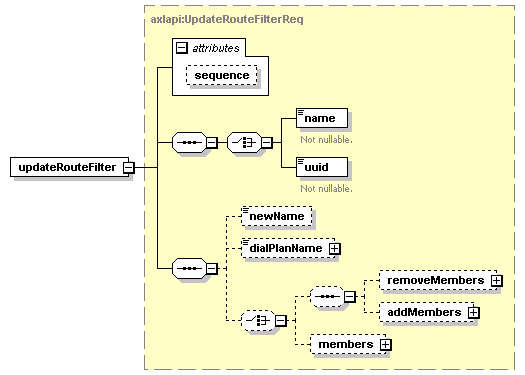 axlapi:UpdateRouteFilterReq
attributes
sequence
name
Not nullable.
updateRouteFilter
uuid
Not nullable.
newName
dialPlanName
removeMembers
addMembers
members